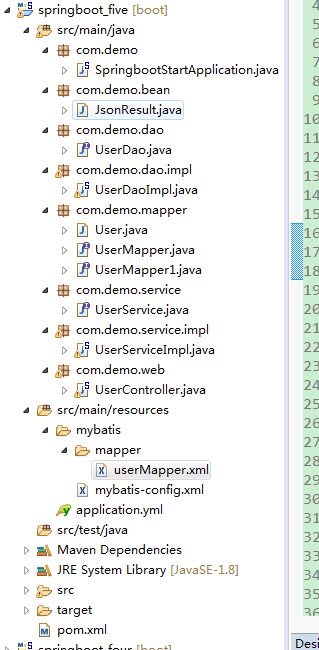 springboot_five [boot]
src/main/java
com.demo
SpringbootStartApplication.java
com.demo.bean
JsonResult.java
com.demo.dao
UserDao.java
com.demo.dao.impl
UserDaoImpl.java
com.demo.mapper
User.java
UserMapper.java
UserMapper1.java
com.demo.service
UserService.java
com.demo.service.impl
UserServiceImpl.java
com.demo.web
UserController.java
src/main/resources
mybatis
mapper
userMapper.xml
mybatis-config.xml
application.yml
src/test/java
Maven Dependencies
JRE System Library [JavaSE-1.8]
src
target
pom.xml
springboot_four [boot]
4
5
6
7
8
9
10
11
12
13
14
15
16
17
18
19
20
21
22
23
24
25
26
27
28
29
30
31
32
33
34
35
36
Desi